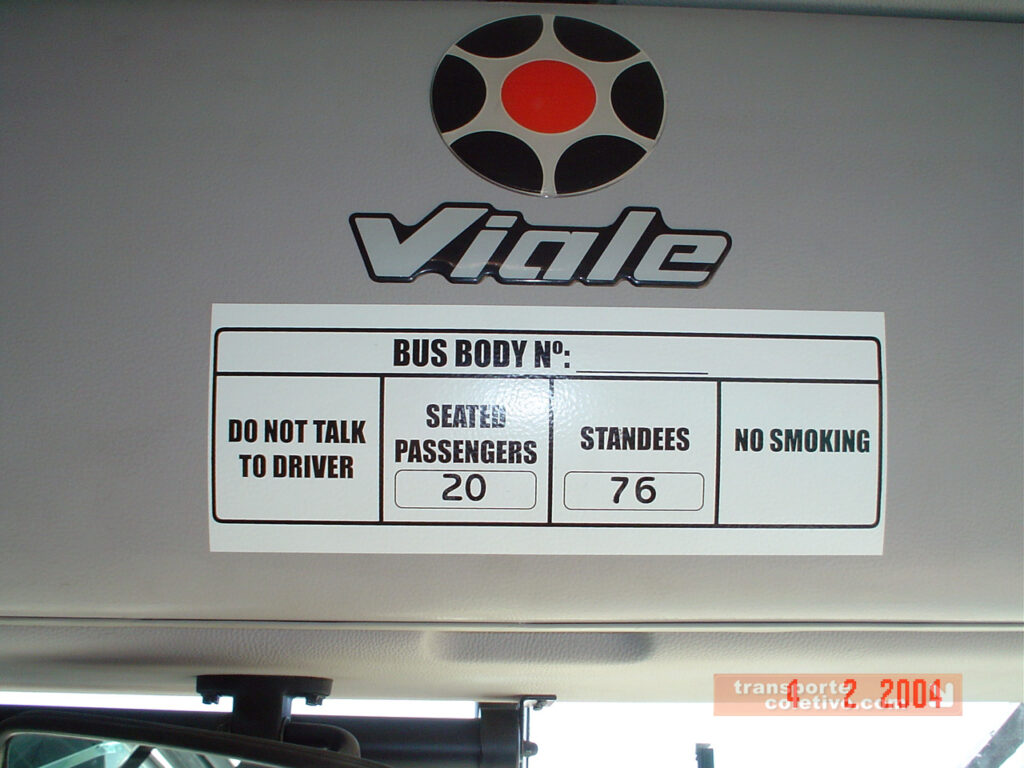 Viale
BUS BODY Nº: ________
DO NOT TALK
TO DRIVER
SEATED
PASSENGERS
20
STANDEES
76
NO SMOKING
4 2 2004
transporte
coletivo.com